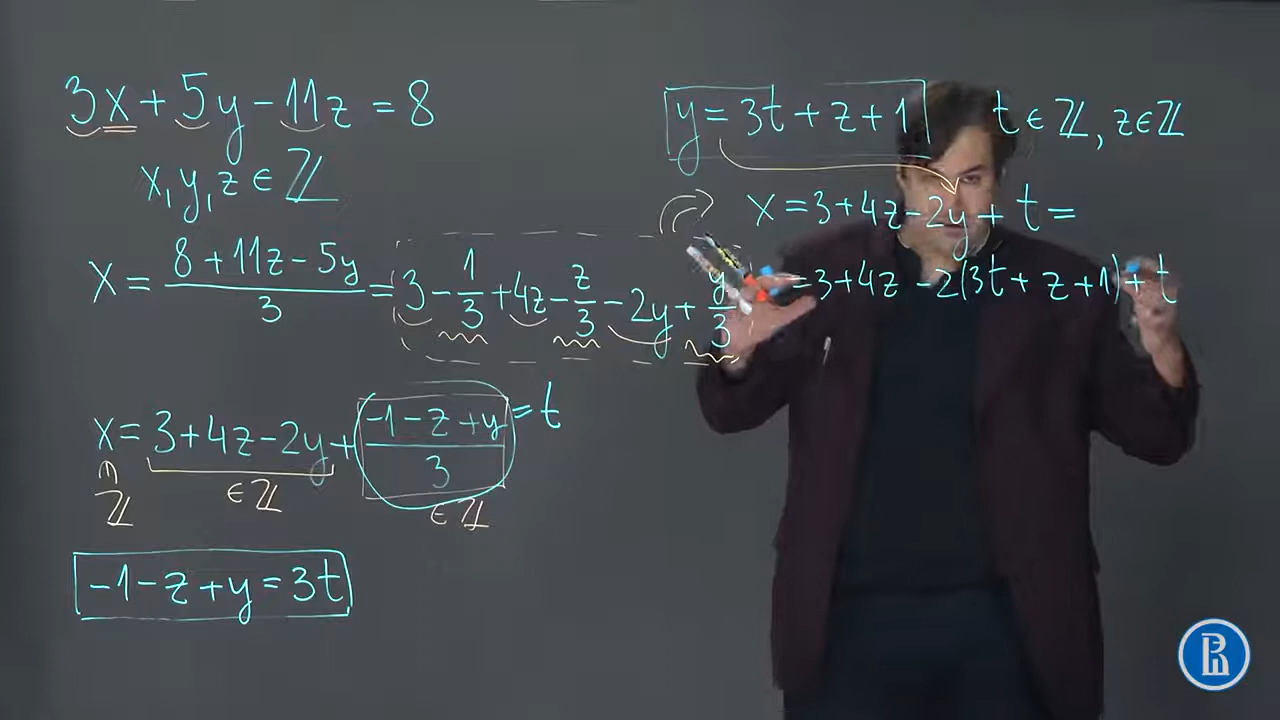 3x + 5y - 11z = 8
x, y, z ∈ ℤ
x = (8 + 11z - 5y)/3 = 3 - 1/3 + 4z - z/3 - 2y + y/3
x = 3 + 4z - 2y + (-1 - z + y)/3 = t
ℤ ∈ ℤ ∈ ℤ
-1 - z + y = 3t
y = 3t + z + 1 t ∈ ℤ, z ∈ ℤ
x = 3 + 4z - 2y + t =
= 3 + 4z - 2(3t + z + 1) + t